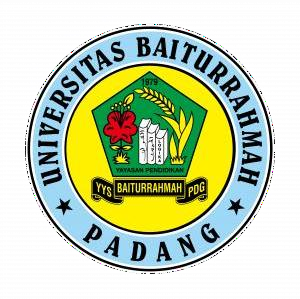 UNIVERSITAS BAITURRAHMAH
1979
YAYASAN PENDIDIKAN
YYS BAITURRAHMAH PDG
PADANG